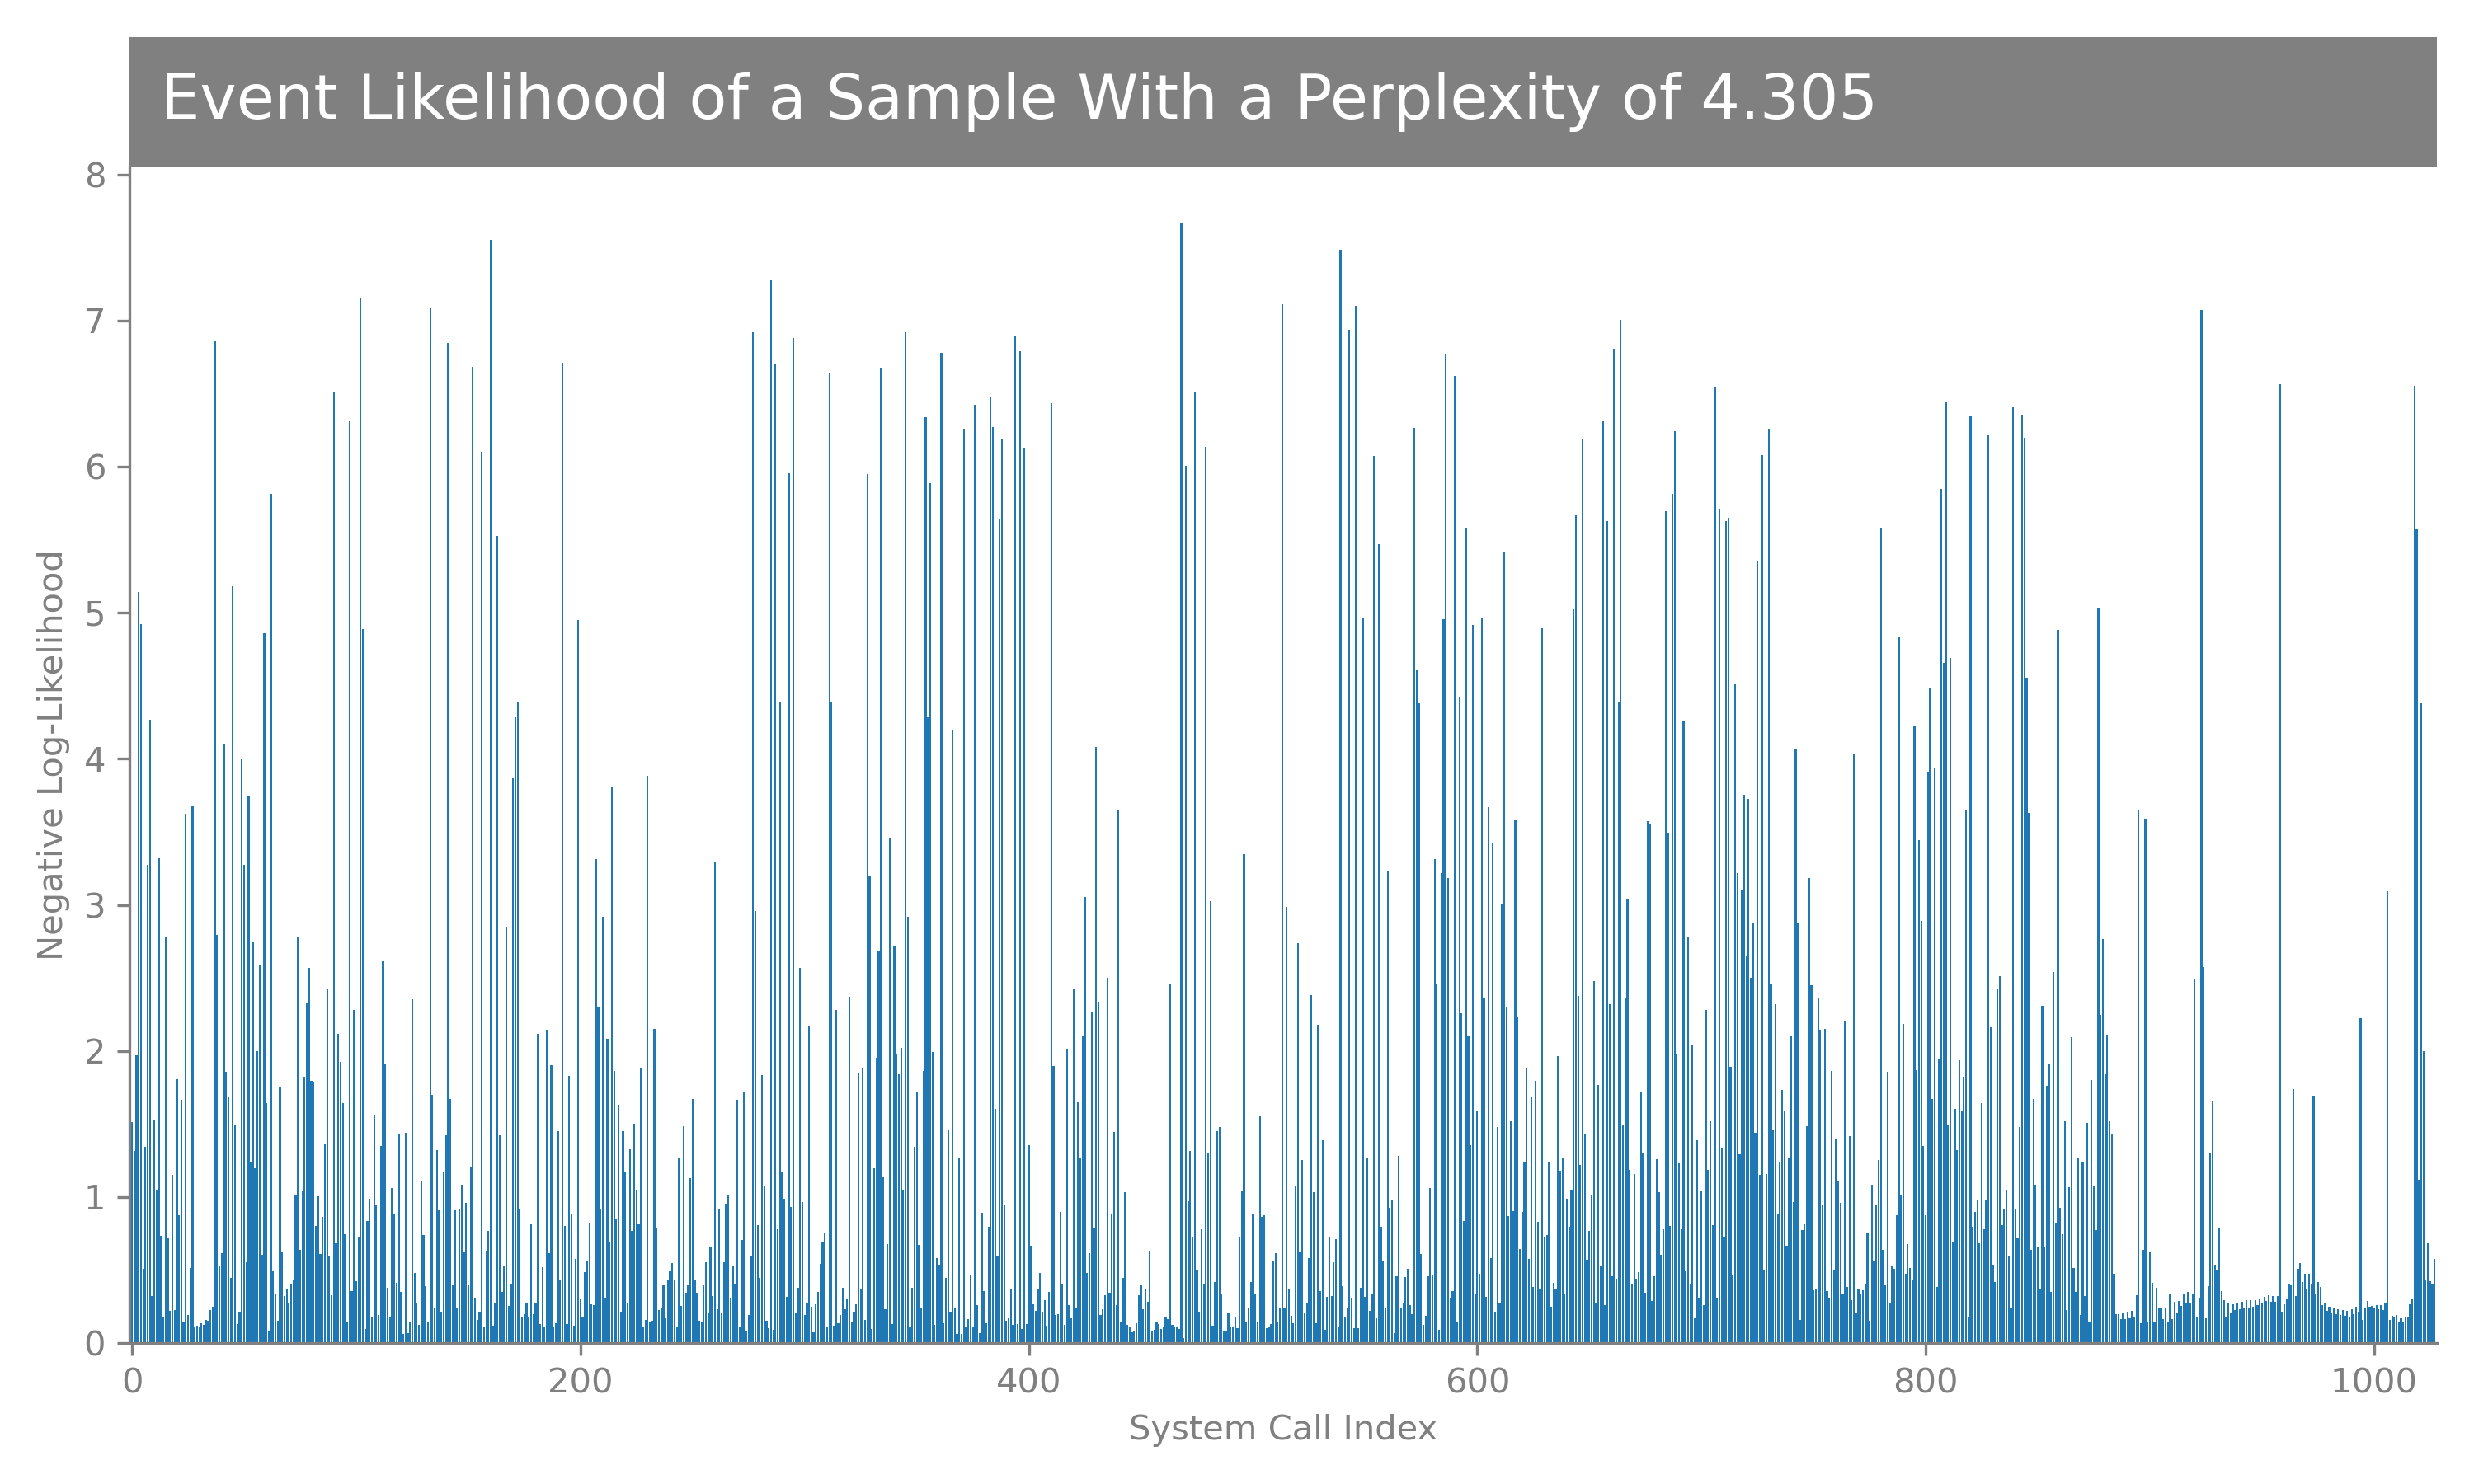 Event Likelihood of a Sample With a Perplexity of 4.305
8
7
6
5
4
3
2
1
0
Negative Log-Likelihood
0 200 400 600 800 1000
System Call Index